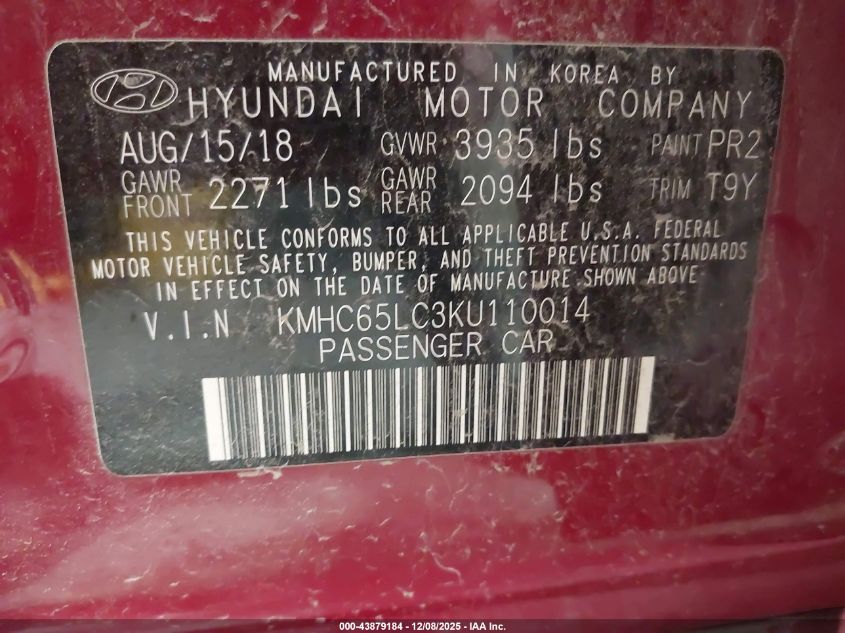 MANUFACTURED IN KOREA BY
HYUNDAI MOTOR COMPANY
AUG/15/18 GVWR 3935 lbs PAINT PR2
GAWR FRONT 2271 lbs GAWR REAR 2094 lbs TRIM T9Y
THIS VEHICLE CONFORMS TO ALL APPLICABLE U.S.A. FEDERAL
MOTOR VEHICLE SAFETY, BUMPER, AND THEFT PREVENTION STANDARDS
IN EFFECT ON THE DATE OF MANUFACTURE SHOWN ABOVE
V.I.N KMHC65LC3KU110014
PASSENGER CAR
000-43879184 - 12/08/2025 - IAA Inc.